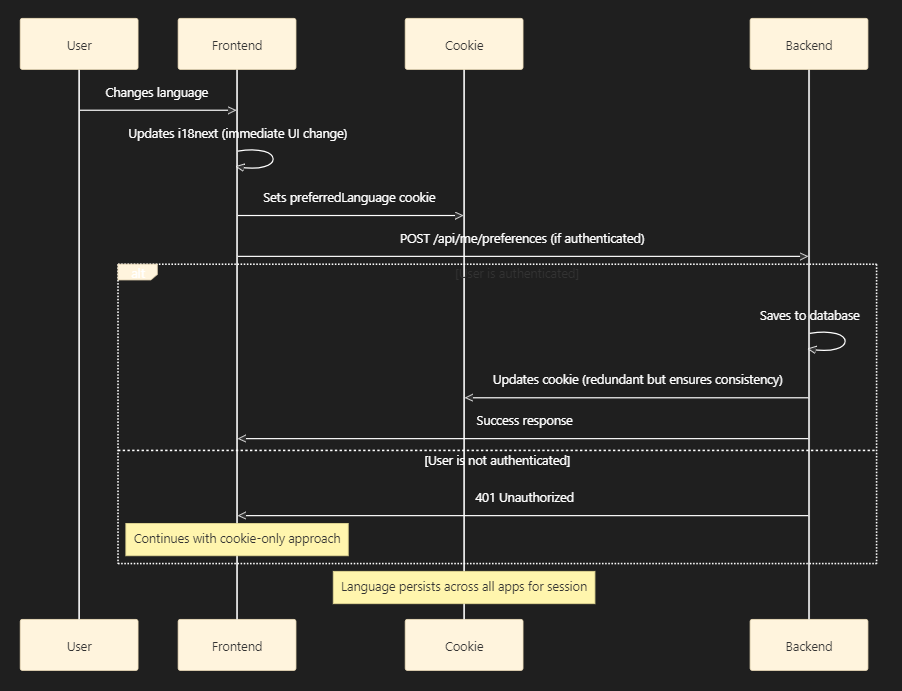 User
Frontend
Cookie
Backend
Changes language
Updates i18next (immediate UI change)
Sets preferredLanguage cookie
POST /api/me/preferences (if authenticated)
alt
[User is authenticated]
Saves to database
Updates cookie (redundant but ensures consistency)
Success response
[User is not authenticated]
401 Unauthorized
Continues with cookie-only approach
Language persists across all apps for session
User
Frontend
Cookie
Backend